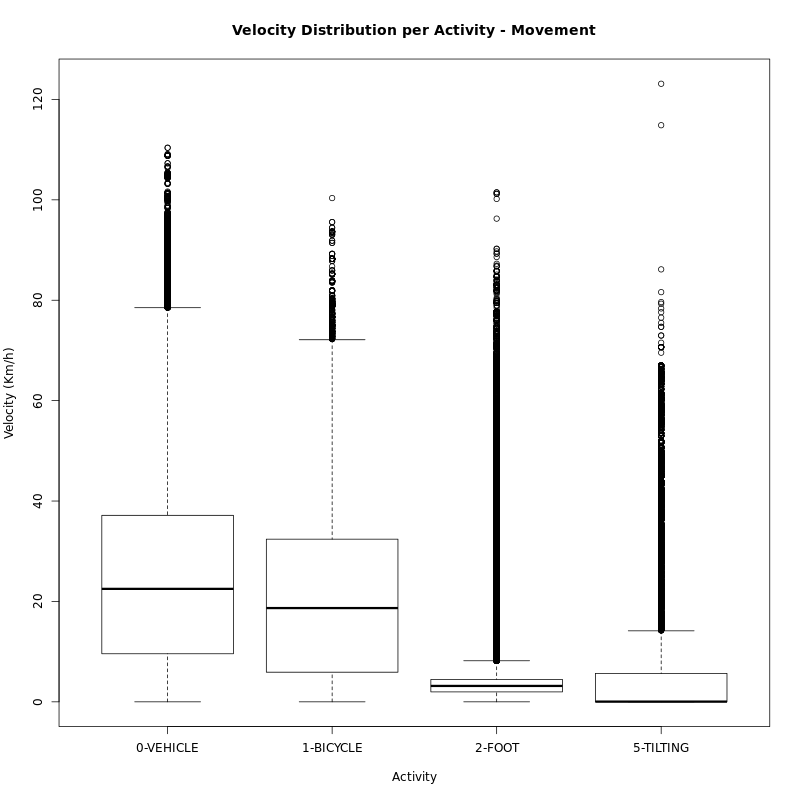 Velocity Distribution per Activity - Movement
Velocity (Km/h)
120
100
80
60
40
20
0
0-VEHICLE 1-BICYCLE 2-FOOT 5-TILTING
Activity